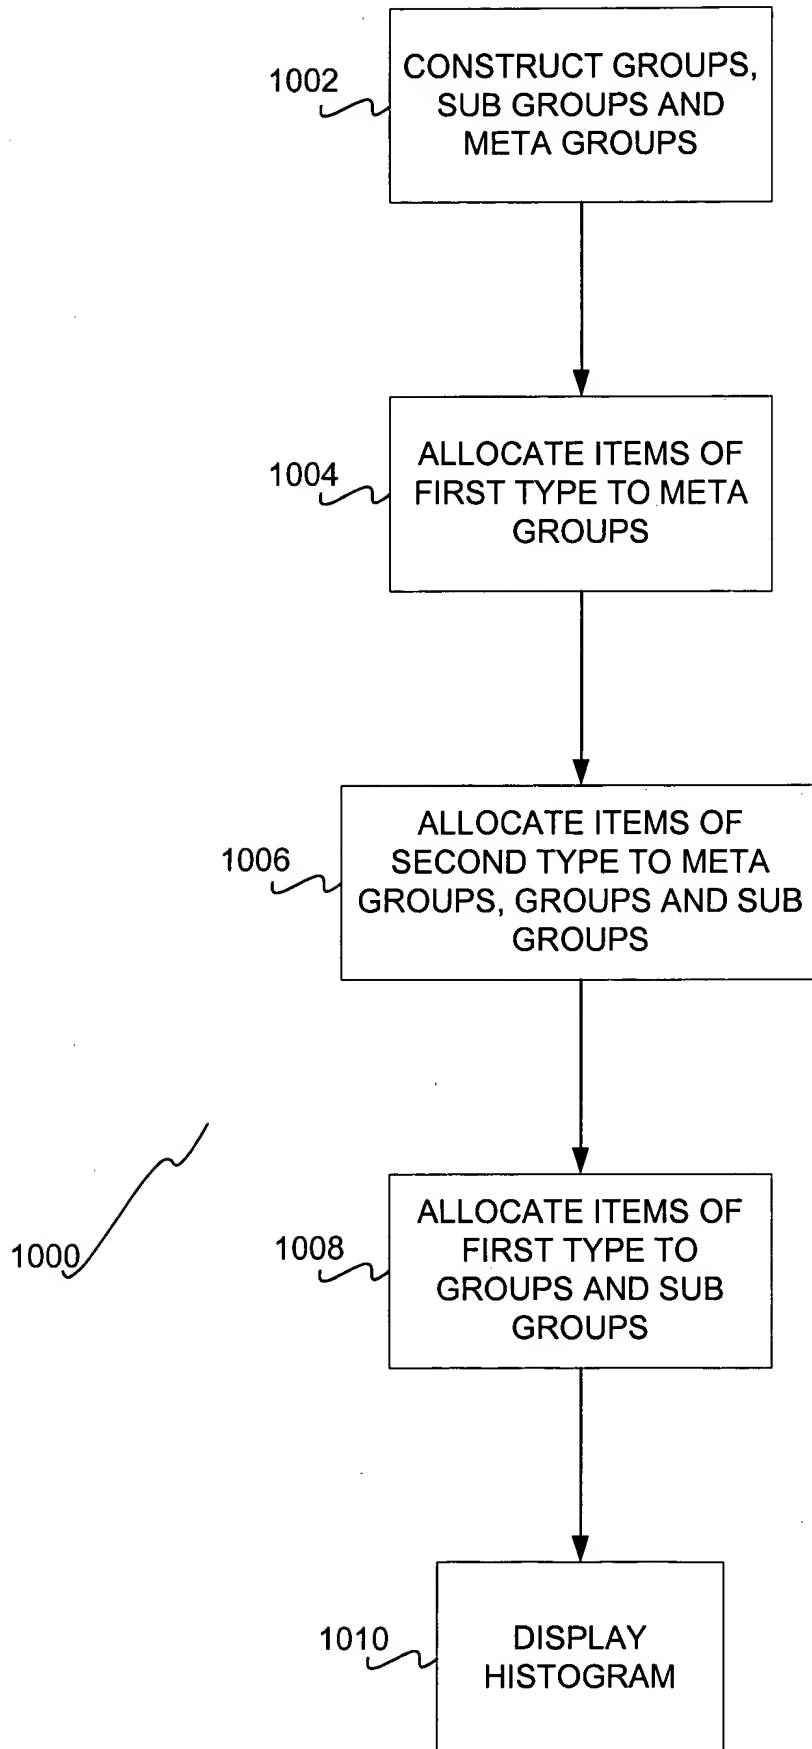 1002
CONSTRUCT GROUPS,
SUB GROUPS AND
META GROUPS
1004
ALLOCATE ITEMS OF
FIRST TYPE TO META
GROUPS
1006
ALLOCATE ITEMS OF
SECOND TYPE TO META
GROUPS, GROUPS AND SUB
GROUPS
1000
1008
ALLOCATE ITEMS OF
FIRST TYPE TO
GROUPS AND SUB
GROUPS
1010
DISPLAY
HISTOGRAM